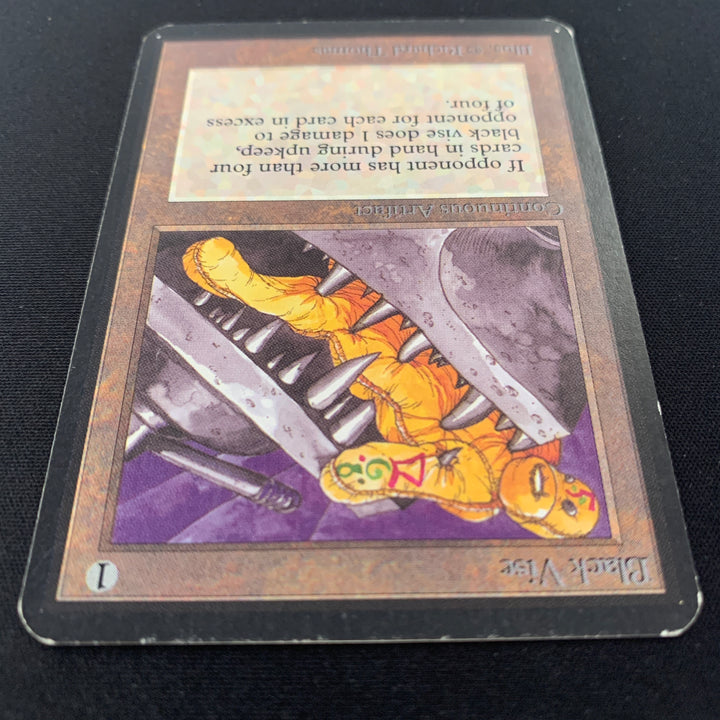 Black Vise 1
Continuous Artifact
If opponent has more than four
cards in hand during upkeep,
black vise does 1 damage to
opponent for each card in excess
of four.
Illus. © Richard Thomas